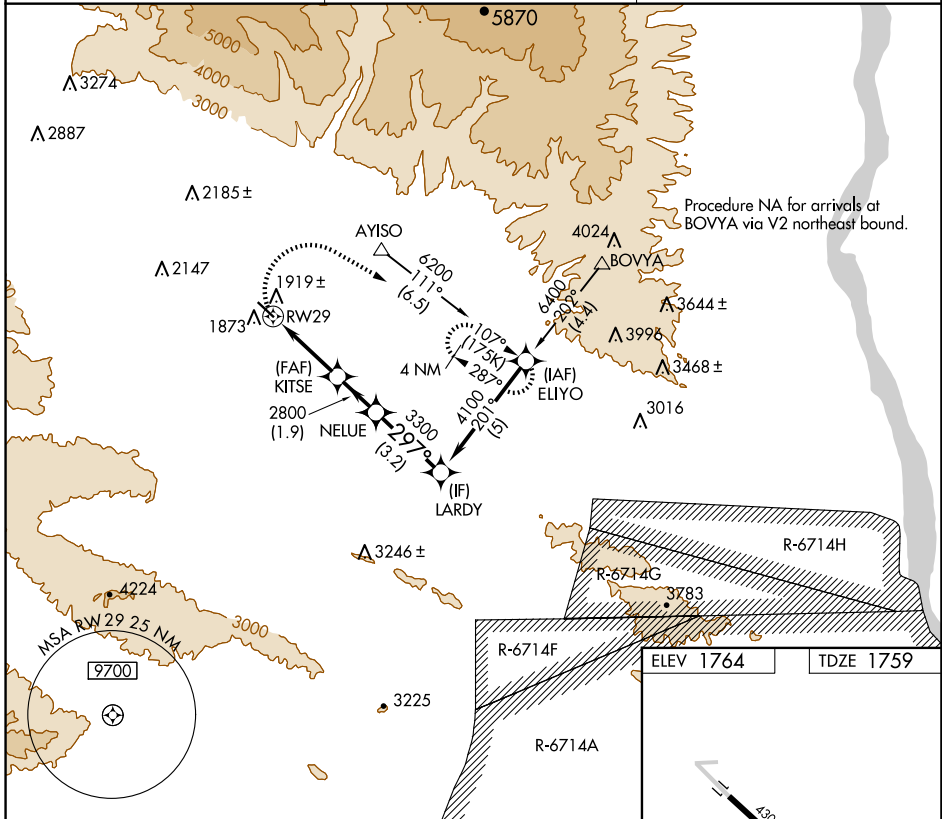 5870
5000
4000
3000
3274
2887
2185 ±
Procedure NA for arrivals at
BOVYA via V2 northeast bound.
AYISO
4024
BOVYA
6200
111°
(6.5)
2147
1919 ±
1873
RW29
6400
202°
(4.4)
3644 ±
3996
107°
(175K)
287°
4 NM
(IAF)
ELIYO
3468 ±
(FAF)
KITSE
2800
(1.9)
NELUE
3300
297°
(3.2)
4100
201°
(5)
3016
(IF)
LARDY
3246 ±
R-6714H
R-6714G
3783
4224
3000
MSA RW 29 25 NM
9700
R-6714F
ELEV 1764
TDZE 1759
3225
R-6714A